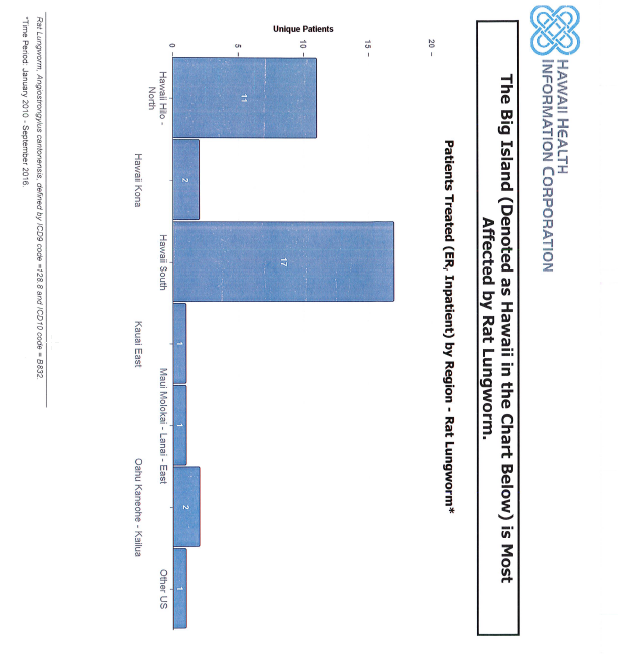 HAWAII HEALTH
INFORMATION CORPORATION
The Big Island (Denoted as Hawaii in the Chart Below) is Most
Affected by Rat Lungworm.
Patients Treated (ER, Inpatient) by Region - Rat Lungworm*
Unique Patients
20
15
10
5
0
11
2
17
1
1
2
1
Hawaii Hilo -
North
Hawaii Kona
Hawaii South
Kauai East
Maui Molokai - Lanai - East
Oahu Kaneohe - Kailua
Other US
Rat Lungworm, Angiostrongylus cantonensis, defined by ICD9 code =128.8 and ICD10 code = B832
*Time Period: January 2010 - September 2016.